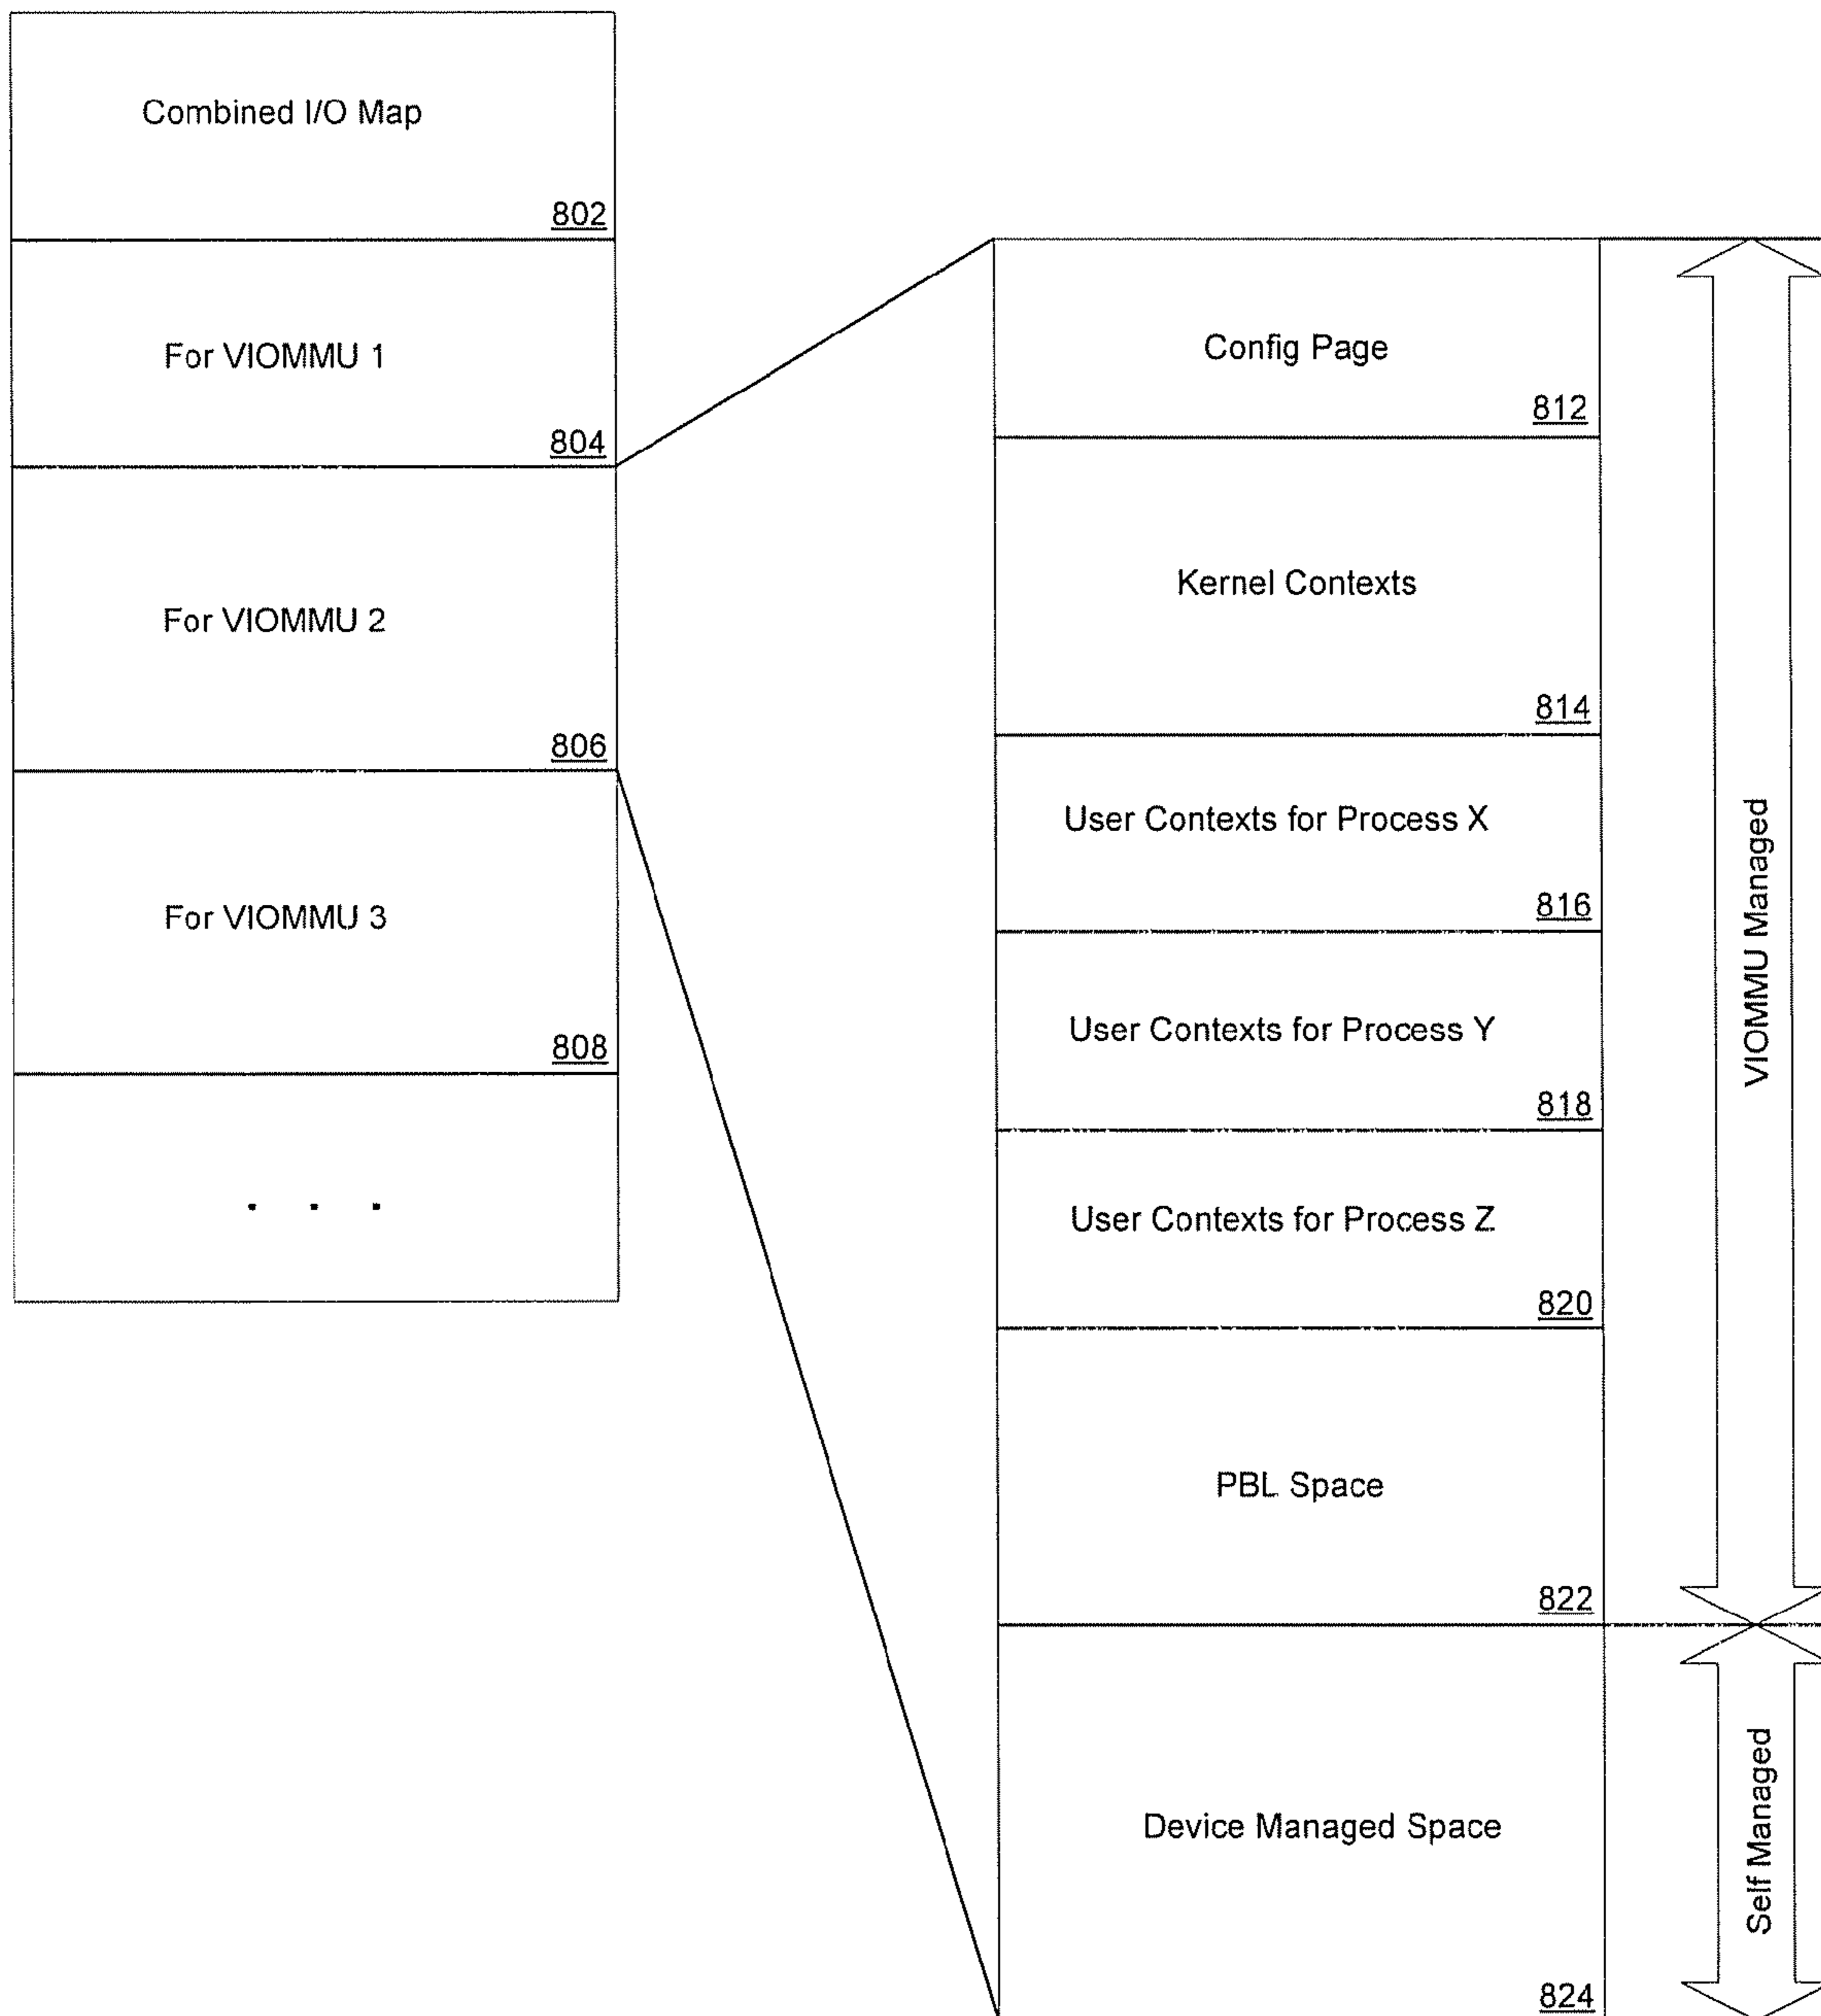 Combined I/O Map
802
For VIOMMU 1
804
For VIOMMU 2
806
For VIOMMU 3
808
. . .
Config Page
812
Kernel Contexts
814
User Contexts for Process X
816
User Contexts for Process Y
818
User Contexts for Process Z
820
PBL Space
822
Device Managed Space
824
VIOMMU Managed
Self Managed